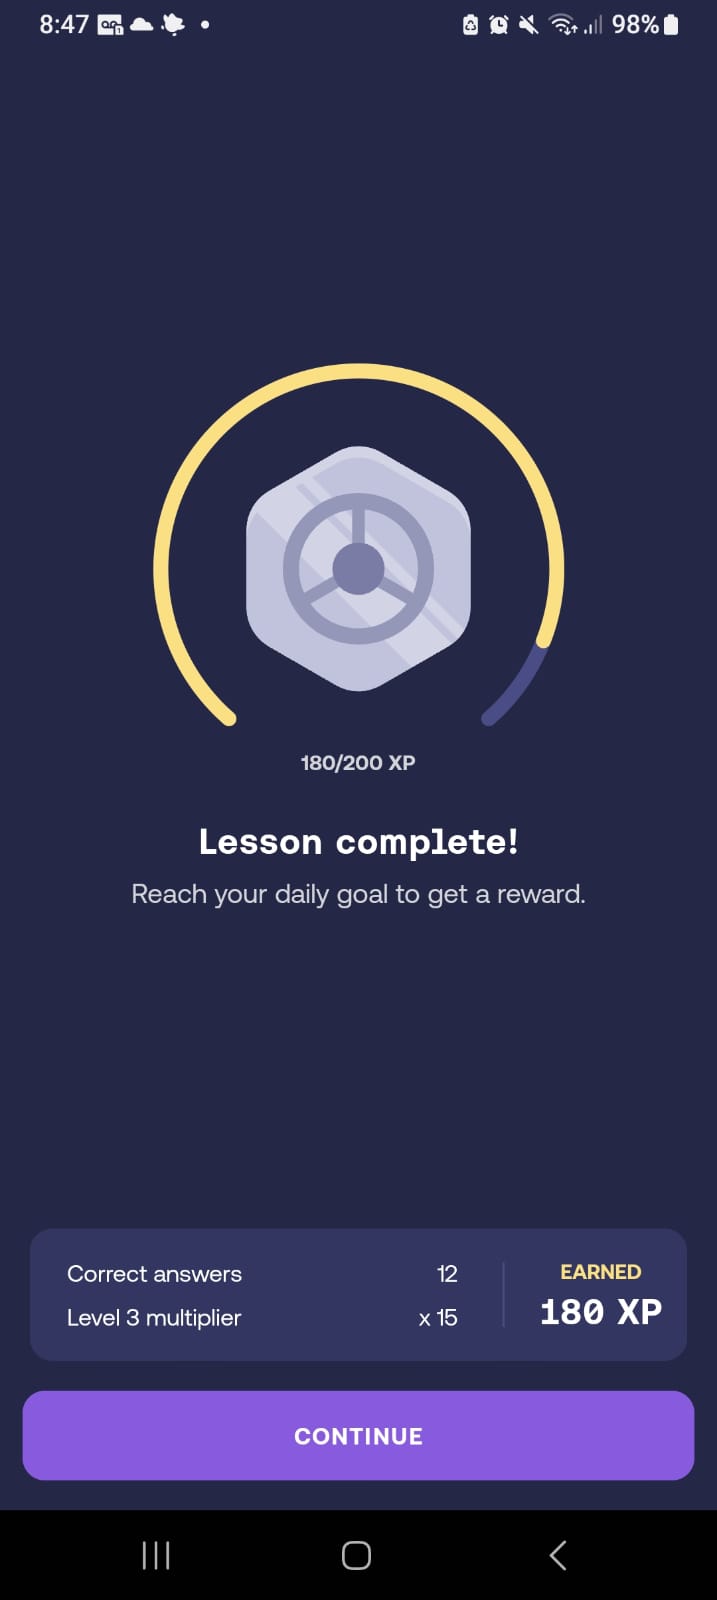 8:47 98%
180/200 XP
Lesson complete!
Reach your daily goal to get a reward.
Correct answers 12
Level 3 multiplier x 15
EARNED
180 XP
CONTINUE